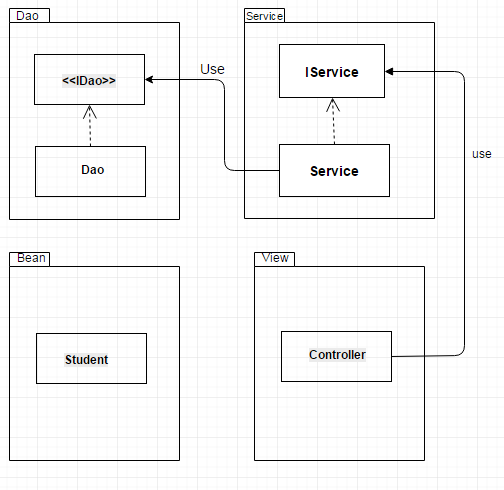 Dao
<<IDao>>
Dao
Use
Service
IService
Service
use
Bean
Student
View
Controller